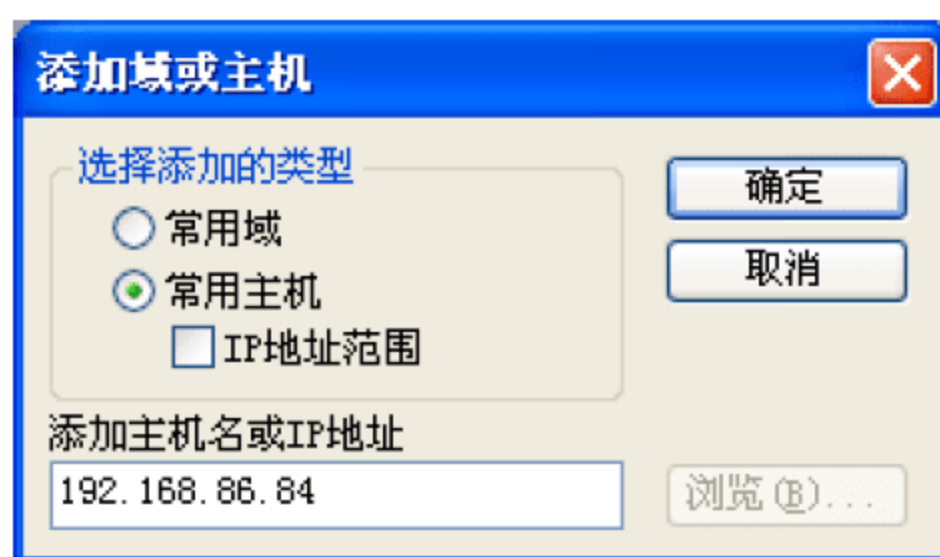 添加域或主机
选择添加的类型
常用域
常用主机
IP地址范围
确定
取消
添加主机名或IP地址
192.168.86.84
浏览(B)...